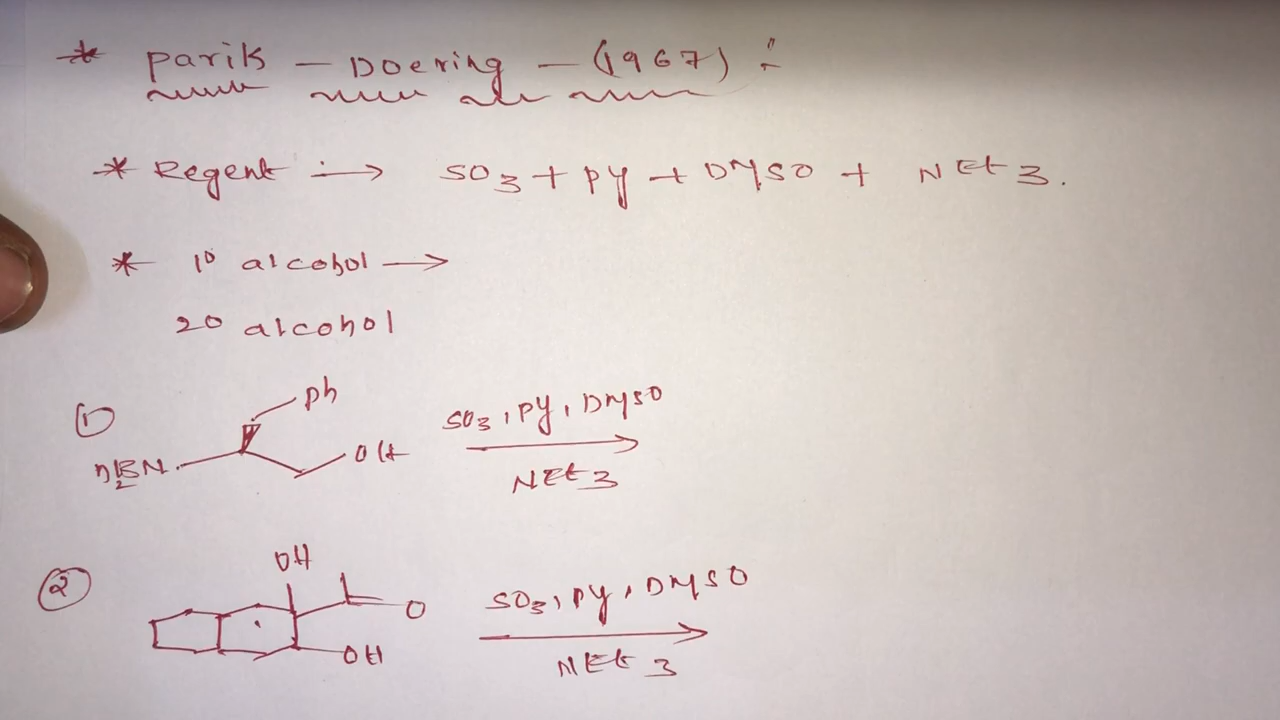 * Parik - Doering - (1967) :-
* Regent :-> SO3 + PY + DMSO + NEt3.
* 1° alcohol ->
2° alcohol
① Ph
OH
SO3, PY, DMSO
NEt3
② OH
O
OH
SO3, PY, DMSO
NEt3